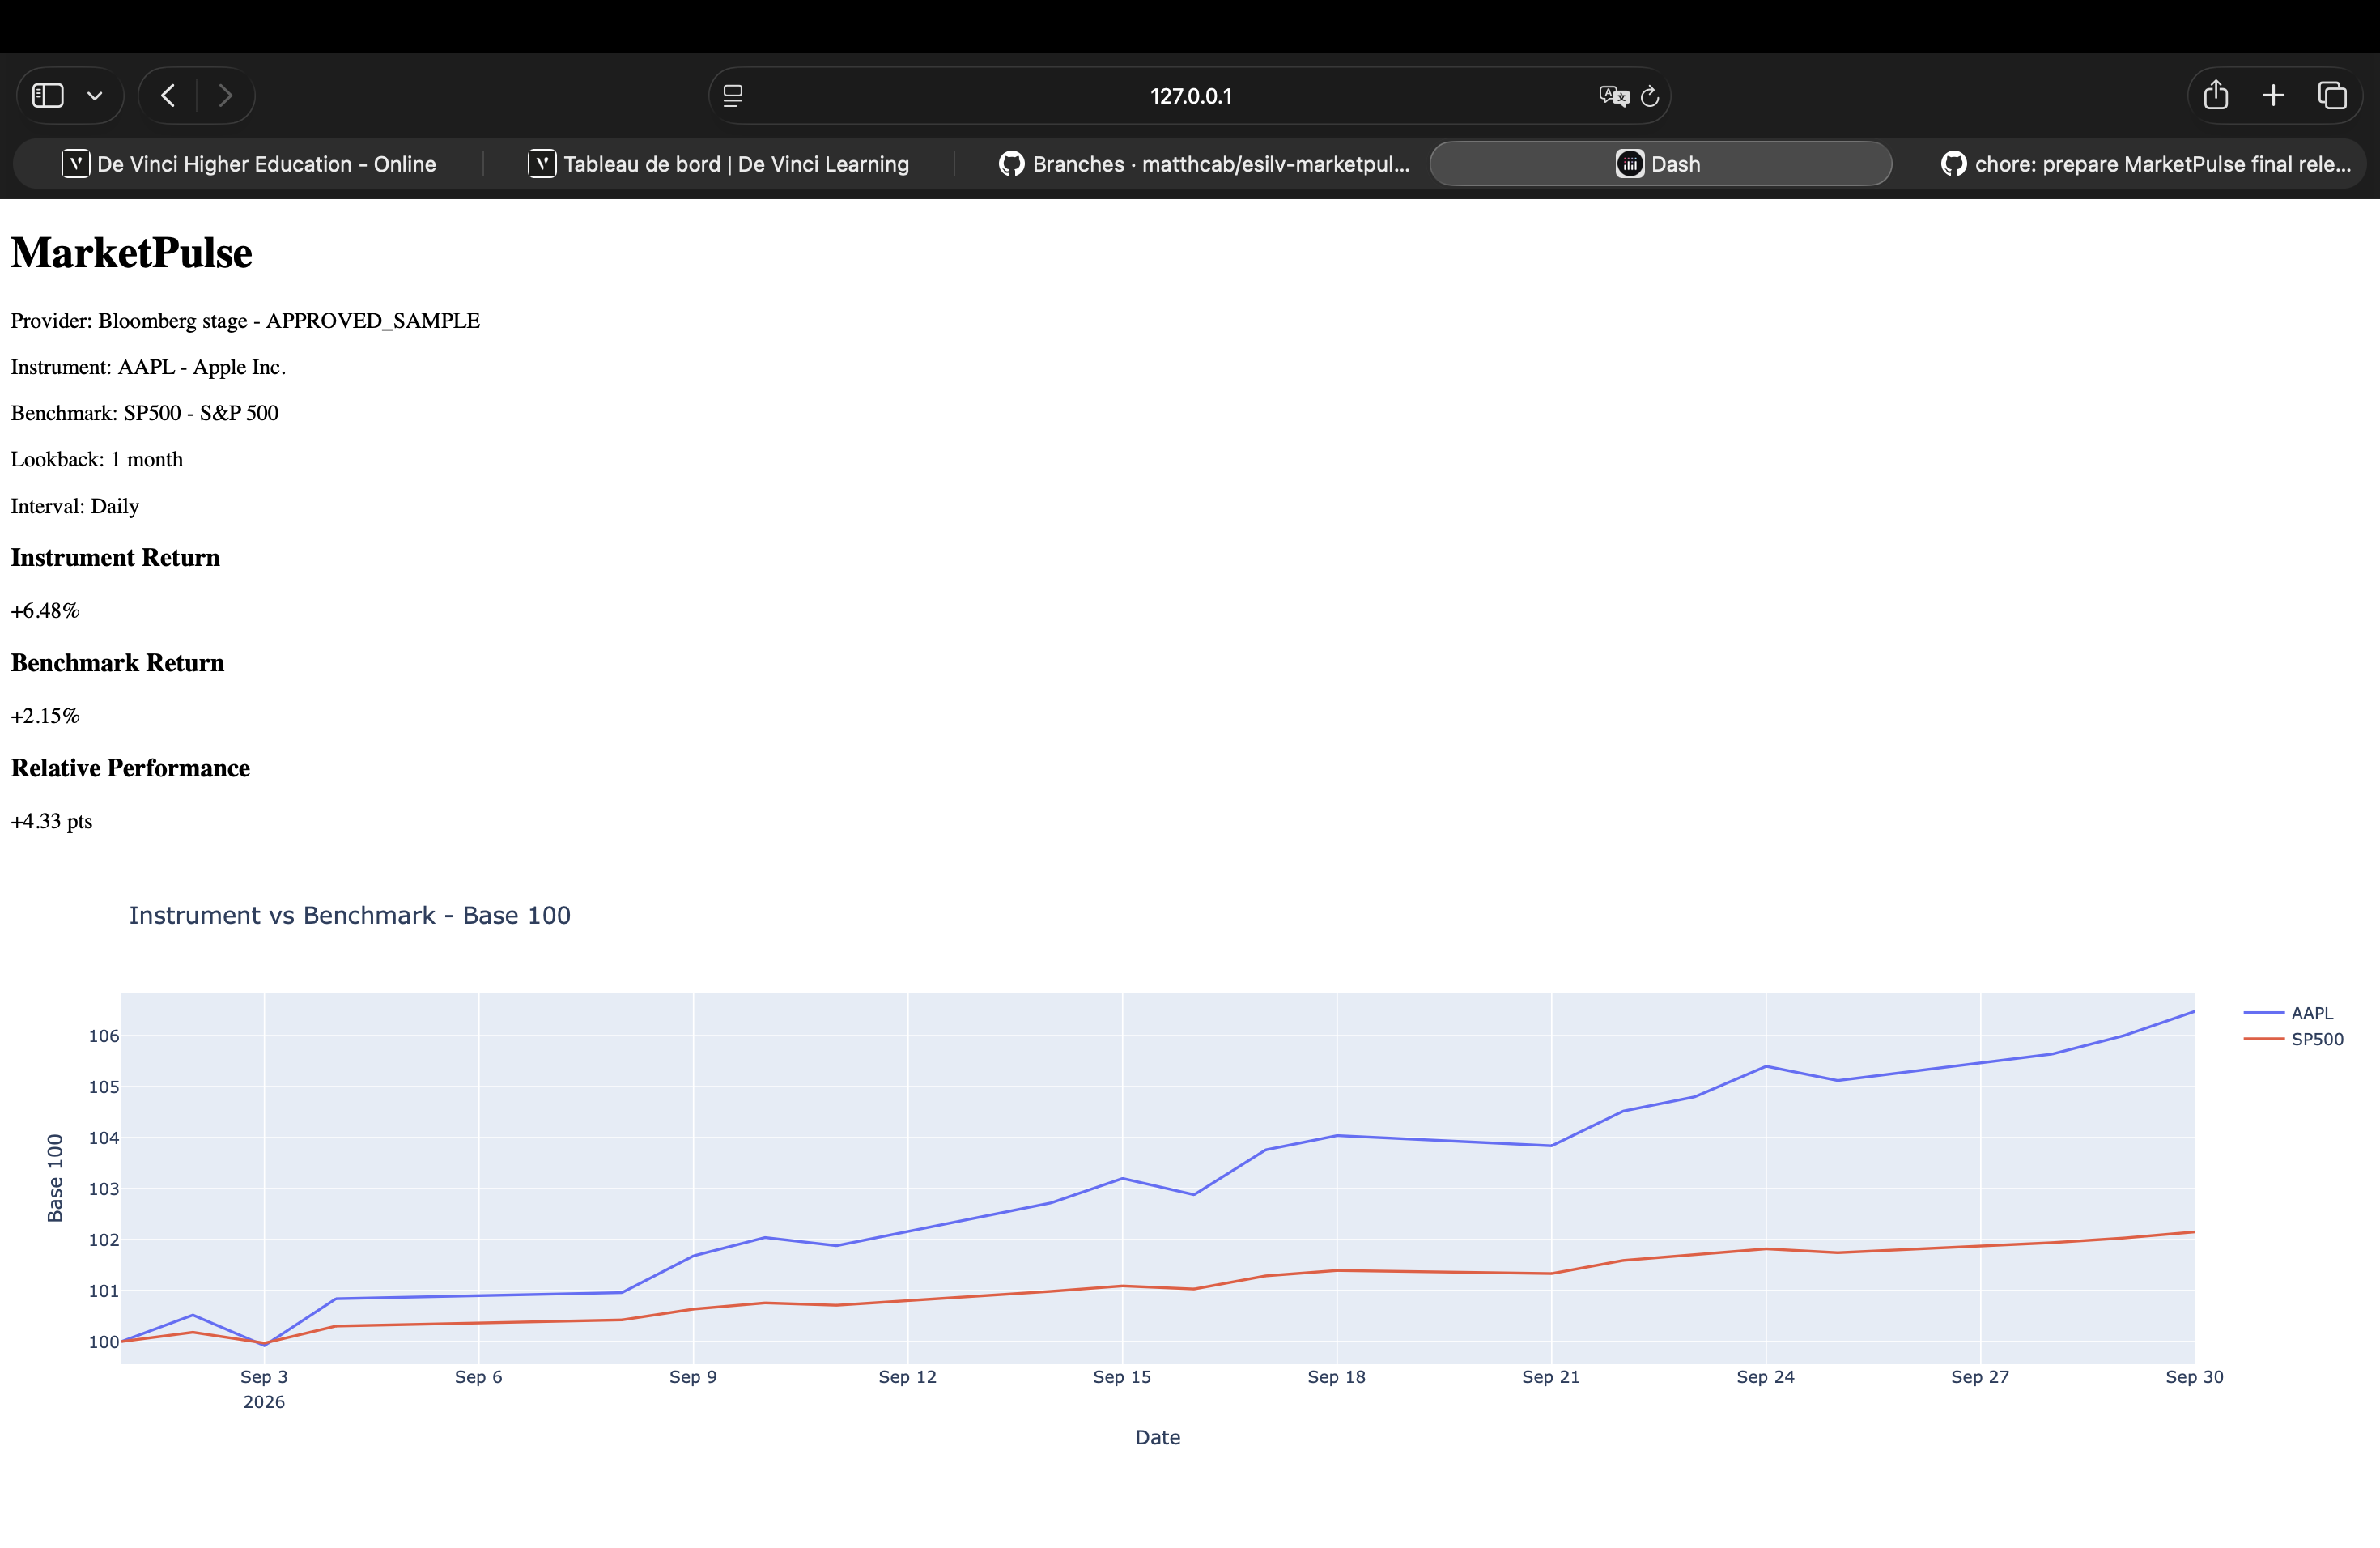 127.0.0.1
De Vinci Higher Education - Online
Tableau de bord | De Vinci Learning
Branches · matthcab/esilv-marketpul...
Dash
chore: prepare MarketPulse final rele...
MarketPulse
Provider: Bloomberg stage - APPROVED_SAMPLE
Instrument: AAPL - Apple Inc.
Benchmark: SP500 - S&P 500
Lookback: 1 month
Interval: Daily
Instrument Return
+6.48%
Benchmark Return
+2.15%
Relative Performance
+4.33 pts
Instrument vs Benchmark - Base 100
AAPL
SP500
106
105
104
103
102
101
100
Base 100
Sep 3
2026
Sep 6
Sep 9
Sep 12
Sep 15
Sep 18
Sep 21
Sep 24
Sep 27
Sep 30
Date